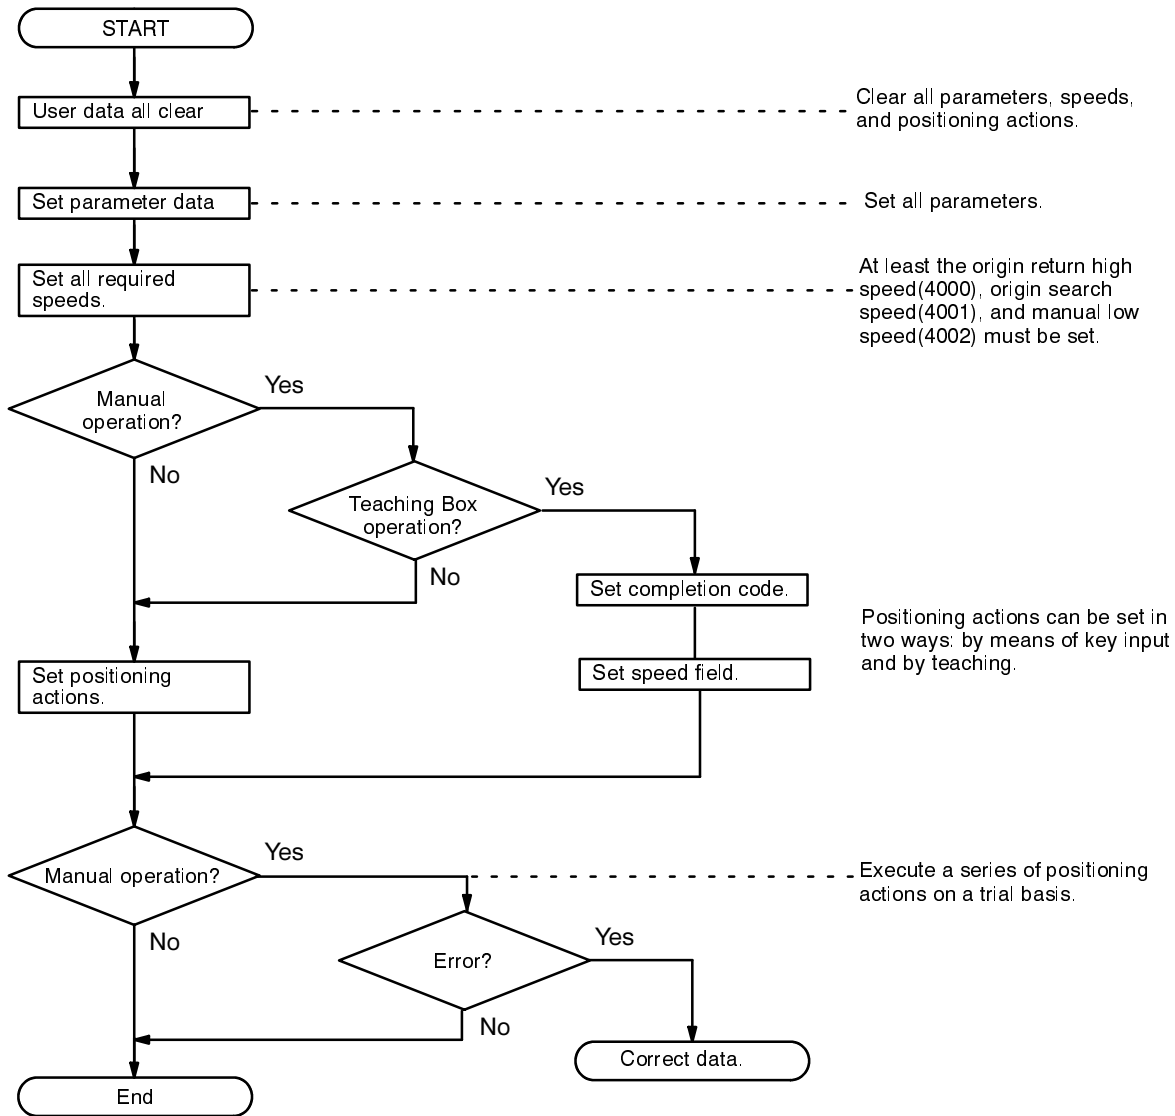 START
User data all clear
Clear all parameters, speeds,
and positioning actions.
Set parameter data
Set all parameters.
Set all required
speeds.
At least the origin return high
speed(4000), origin search
speed(4001), and manual low
speed(4002) must be set.
Manual
operation?
Yes
No
Teaching Box
operation?
Yes
No
Set completion code.
Set speed field.
Positioning actions can be set in
two ways: by means of key input
and by teaching.
Set positioning
actions.
Manual operation?
Yes
No
Execute a series of positioning
actions on a trial basis.
Error?
Yes
No
Correct data.
End